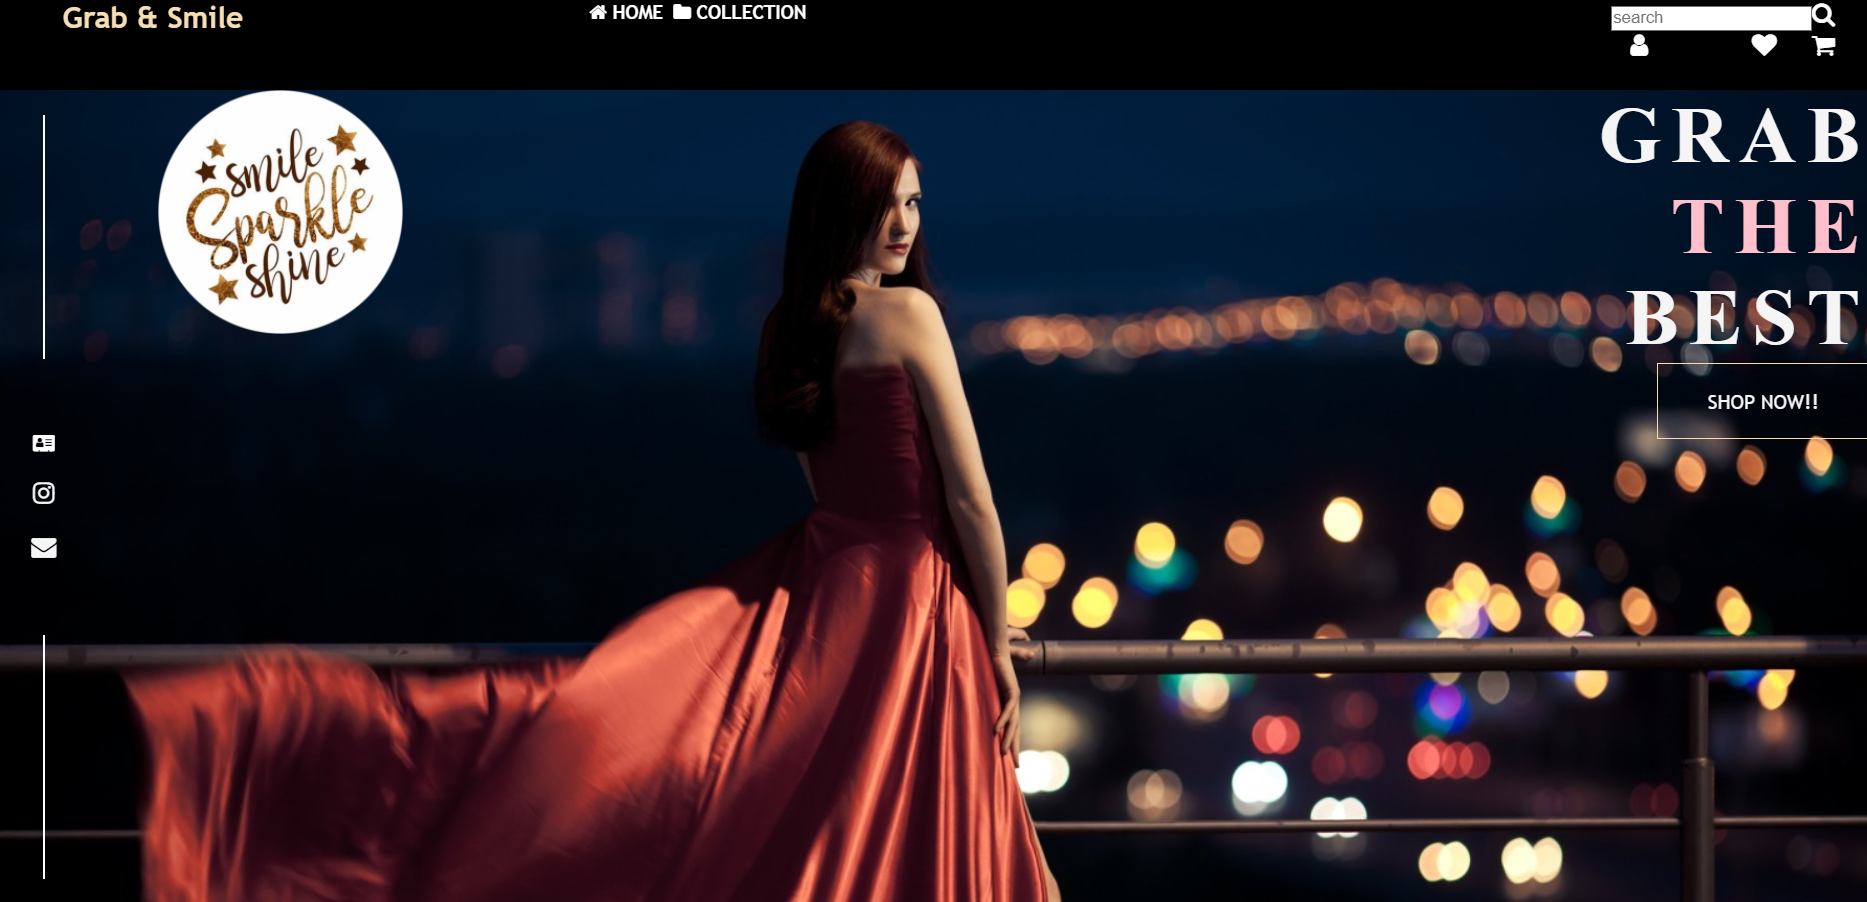 Grab & Smile
HOME COLLECTION
search
smile
Sparkle
shine
GRAB
THE
BEST
SHOP NOW!!